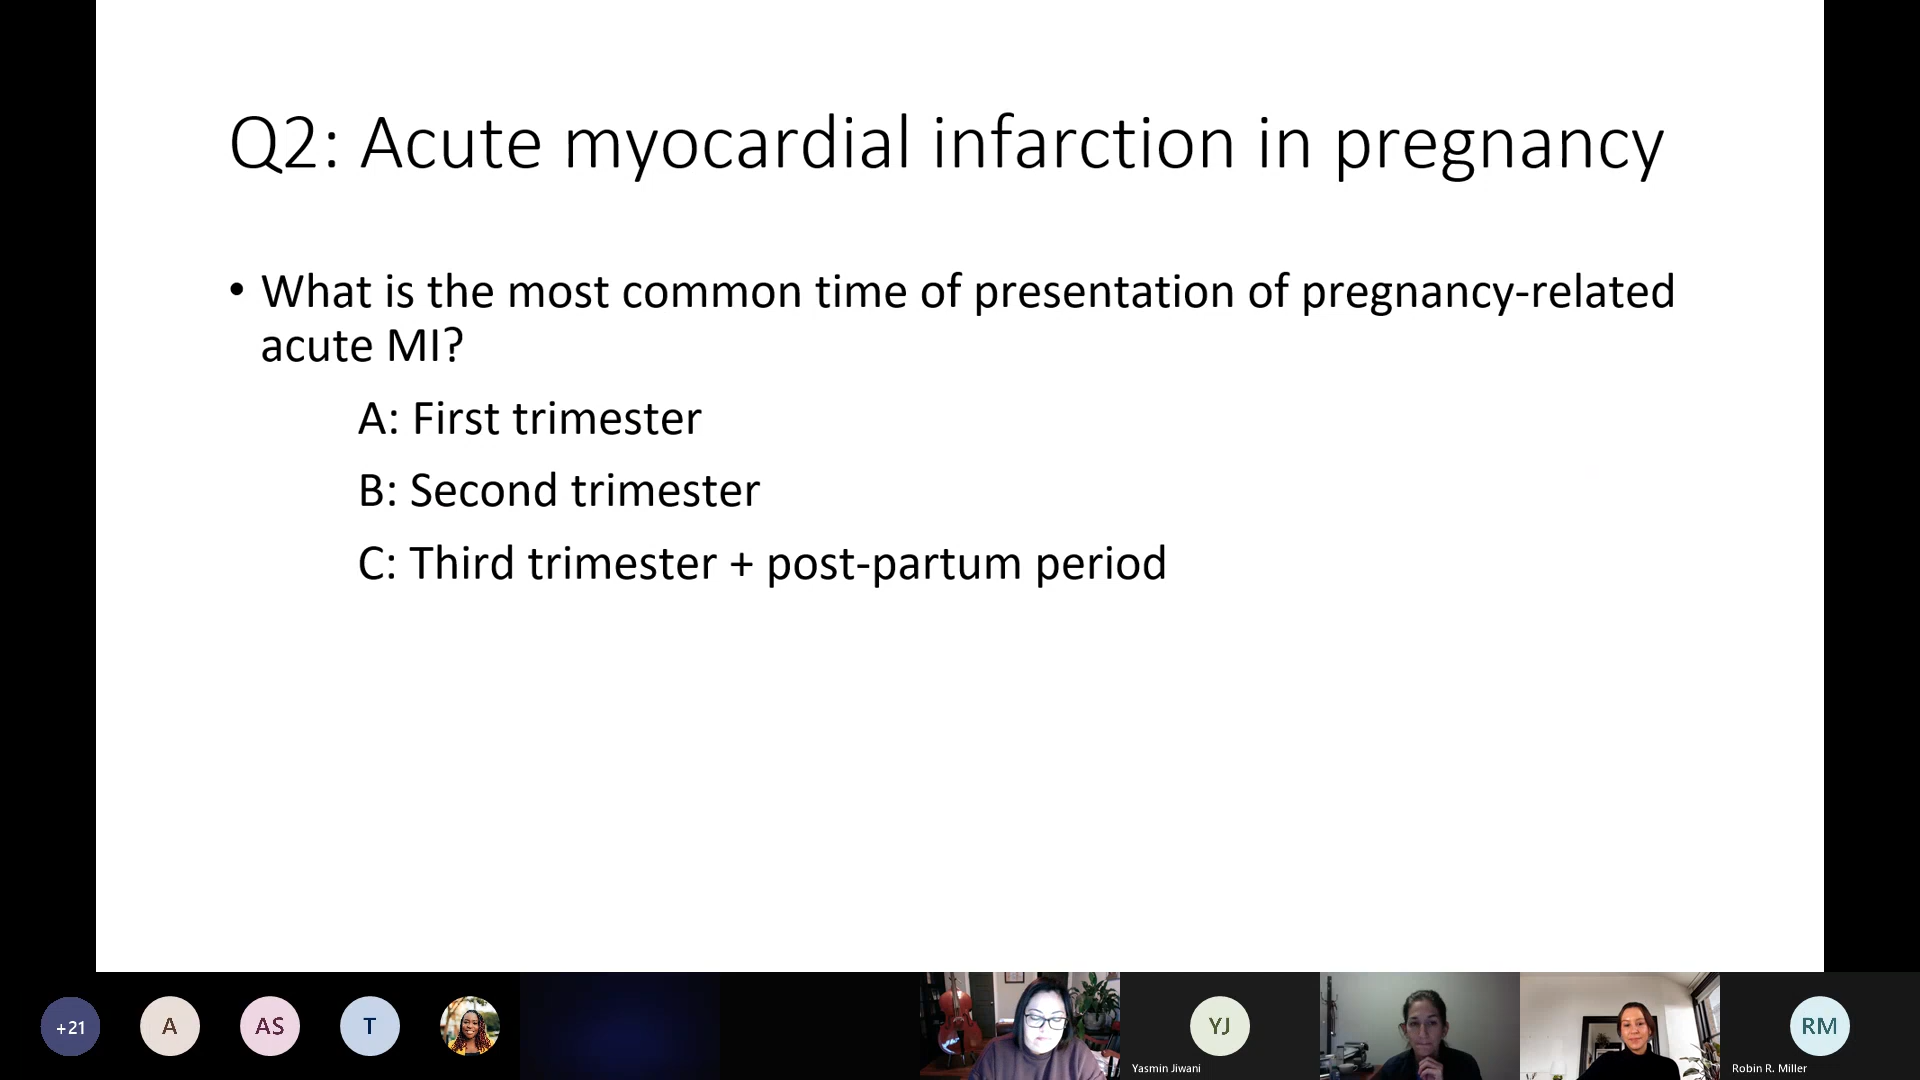 Q2: Acute myocardial infarction in pregnancy
• What is the most common time of presentation of pregnancy-related
acute MI?
A: First trimester
B: Second trimester
C: Third trimester + post-partum period
+21
A
AS
T
YJ
Yasmin Jiwani
RM
Robin R. Miller